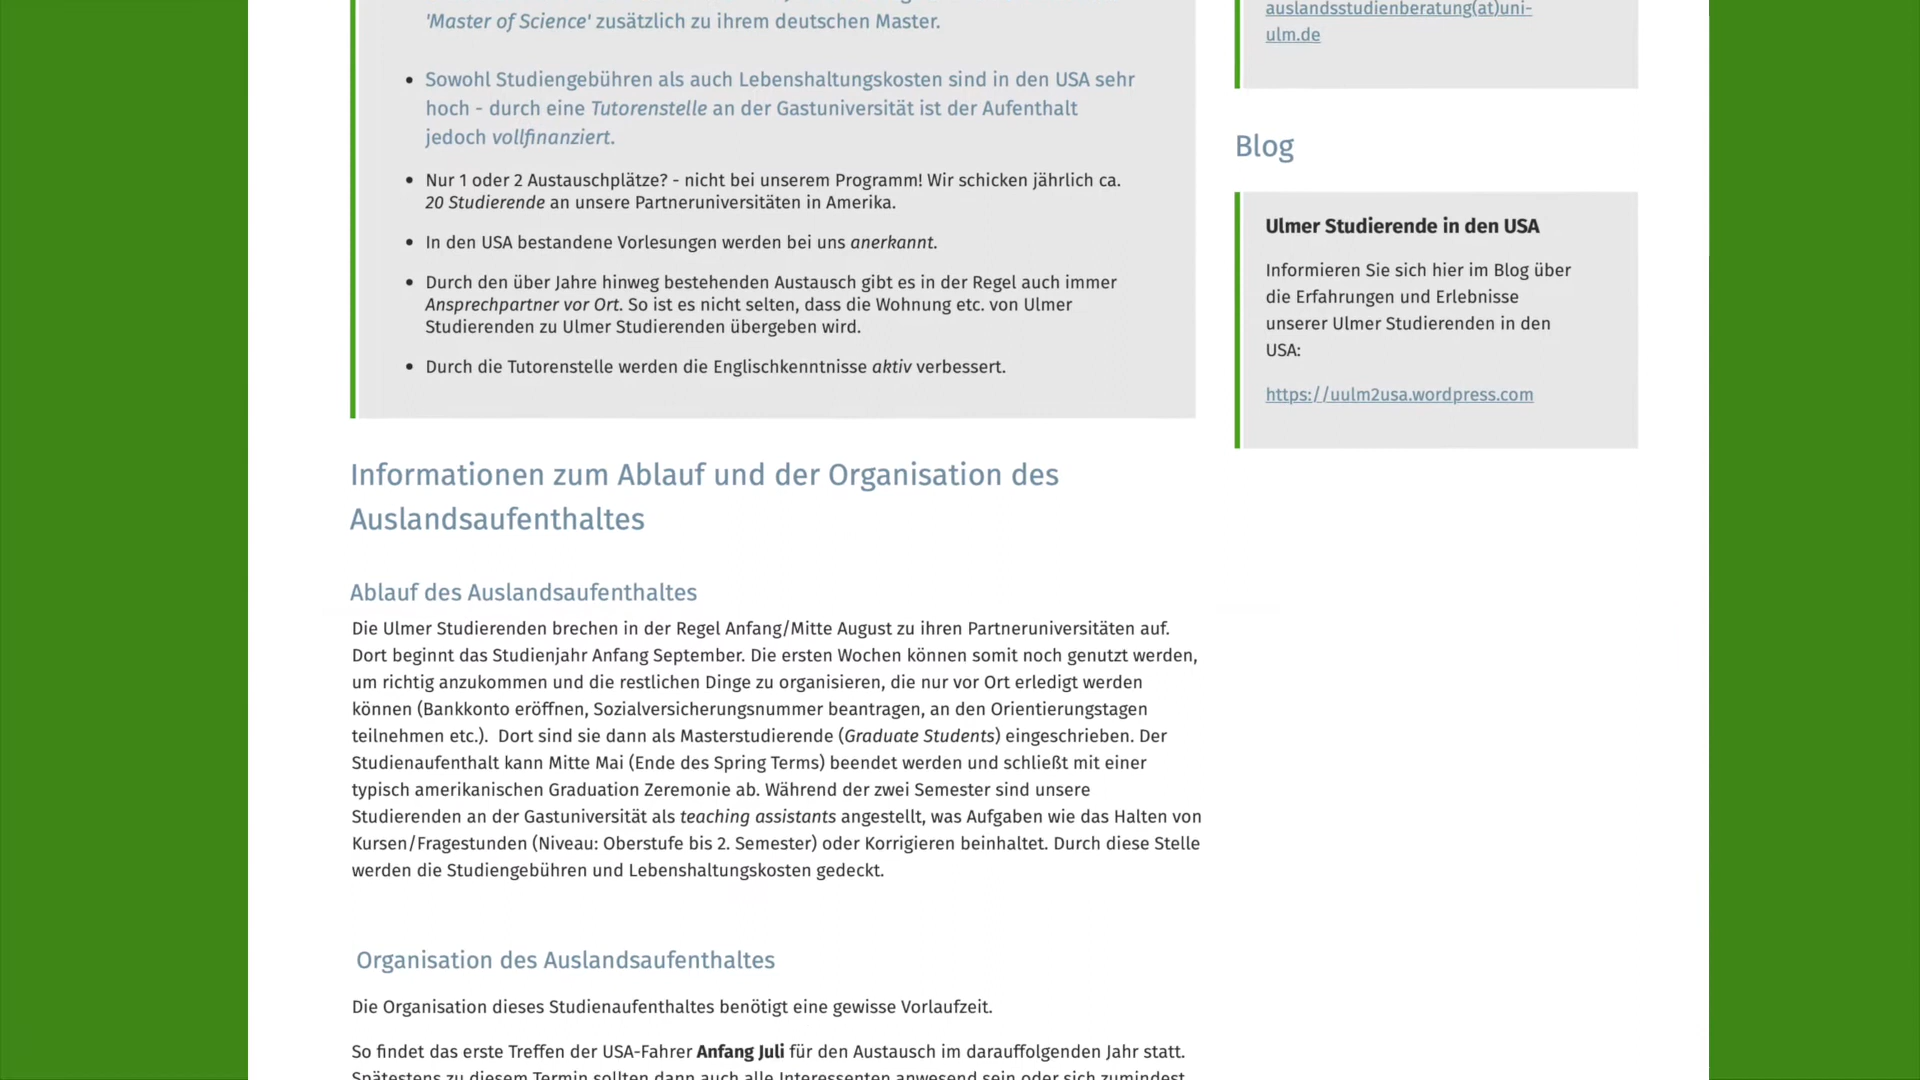 'Master of Science' zusätzlich zu ihrem deutschen Master.
Sowohl Studiengebühren als auch Lebenshaltungskosten sind in den USA sehr
hoch - durch eine Tutorenstelle an der Gastuniversität ist der Aufenthalt
jedoch vollfinanziert.
Nur 1 oder 2 Austauschplätze? - nicht bei unserem Programm! Wir schicken jährlich ca.
20 Studierende an unsere Partneruniversitäten in Amerika.
In den USA bestandene Vorlesungen werden bei uns anerkannt.
Durch den über Jahre hinweg bestehenden Austausch gibt es in der Regel auch immer
Ansprechpartner vor Ort. So ist es nicht selten, dass die Wohnung etc. von Ulmer
Studierenden zu Ulmer Studierenden übergeben wird.
Durch die Tutorenstelle werden die Englischkenntnisse aktiv verbessert.
Informationen zum Ablauf und der Organisation des
Auslandsaufenthaltes
Ablauf des Auslandsaufenthaltes
Die Ulmer Studierenden brechen in der Regel Anfang/Mitte August zu ihren Partneruniversitäten auf.
Dort beginnt das Studienjahr Anfang September. Die ersten Wochen können somit noch genutzt werden,
um richtig anzukommen und die restlichen Dinge zu organisieren, die nur vor Ort erledigt werden
können (Bankkonto eröffnen, Sozialversicherungsnummer beantragen, an den Orientierungstagen
teilnehmen etc.). Dort sind sie dann als Masterstudierende (Graduate Students) eingeschrieben. Der
Studienaufenthalt kann Mitte Mai (Ende des Spring Terms) beendet werden und schließt mit einer
typisch amerikanischen Graduation Zeremonie ab. Während der zwei Semester sind unsere
Studierenden an der Gastuniversität als teaching assistants angestellt, was Aufgaben wie das Halten von
Kursen/Fragestunden (Niveau: Oberstufe bis 2. Semester) oder Korrigieren beinhaltet. Durch diese Stelle
werden die Studiengebühren und Lebenshaltungskosten gedeckt.
Organisation des Auslandsaufenthaltes
Die Organisation dieses Studienaufenthaltes benötigt eine gewisse Vorlaufzeit.
So findet das erste Treffen der USA-Fahrer Anfang Juli für den Austausch im darauffolgenden Jahr statt.
Spätestens zu diesem Termin sollten dann auch alle Interessenten anwesend sein oder sich zumindest
auslandsstudienberatung(at)uni-
ulm.de
Blog
Ulmer Studierende in den USA
Informieren Sie sich hier im Blog über
die Erfahrungen und Erlebnisse
unserer Ulmer Studierenden in den
USA:
https://uulm2usa.wordpress.com